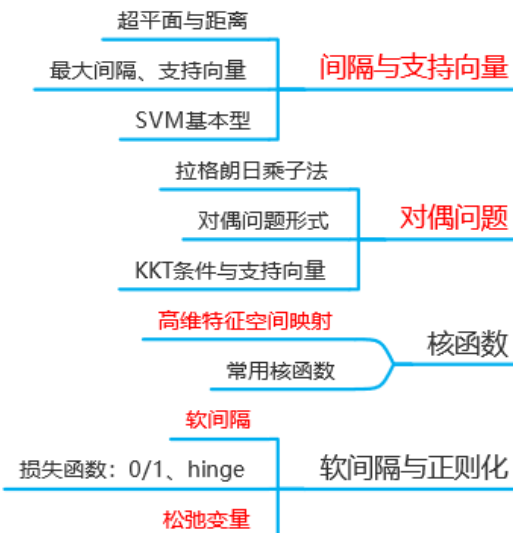 超平面与距离
最大间隔、支持向量
SVM基本型
间隔与支持向量
拉格朗日乘子法
对偶问题形式
KKT条件与支持向量
对偶问题
高维特征空间映射
常用核函数
核函数
软间隔
损失函数：0/1、hinge
松弛变量
软间隔与正则化